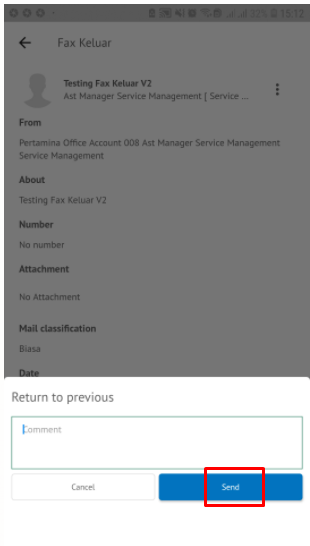 32% 15:12
Fax Keluar
Testing Fax Keluar V2
Ast Manager Service Management [ Service ...
From
Pertamina Office Account 008 Ast Manager Service Management
Service Management
About
Testing Fax Keluar V2
Number
No number
Attachment
No Attachment
Mail classification
Biasa
Date
Return to previous
Comment
Cancel
Send